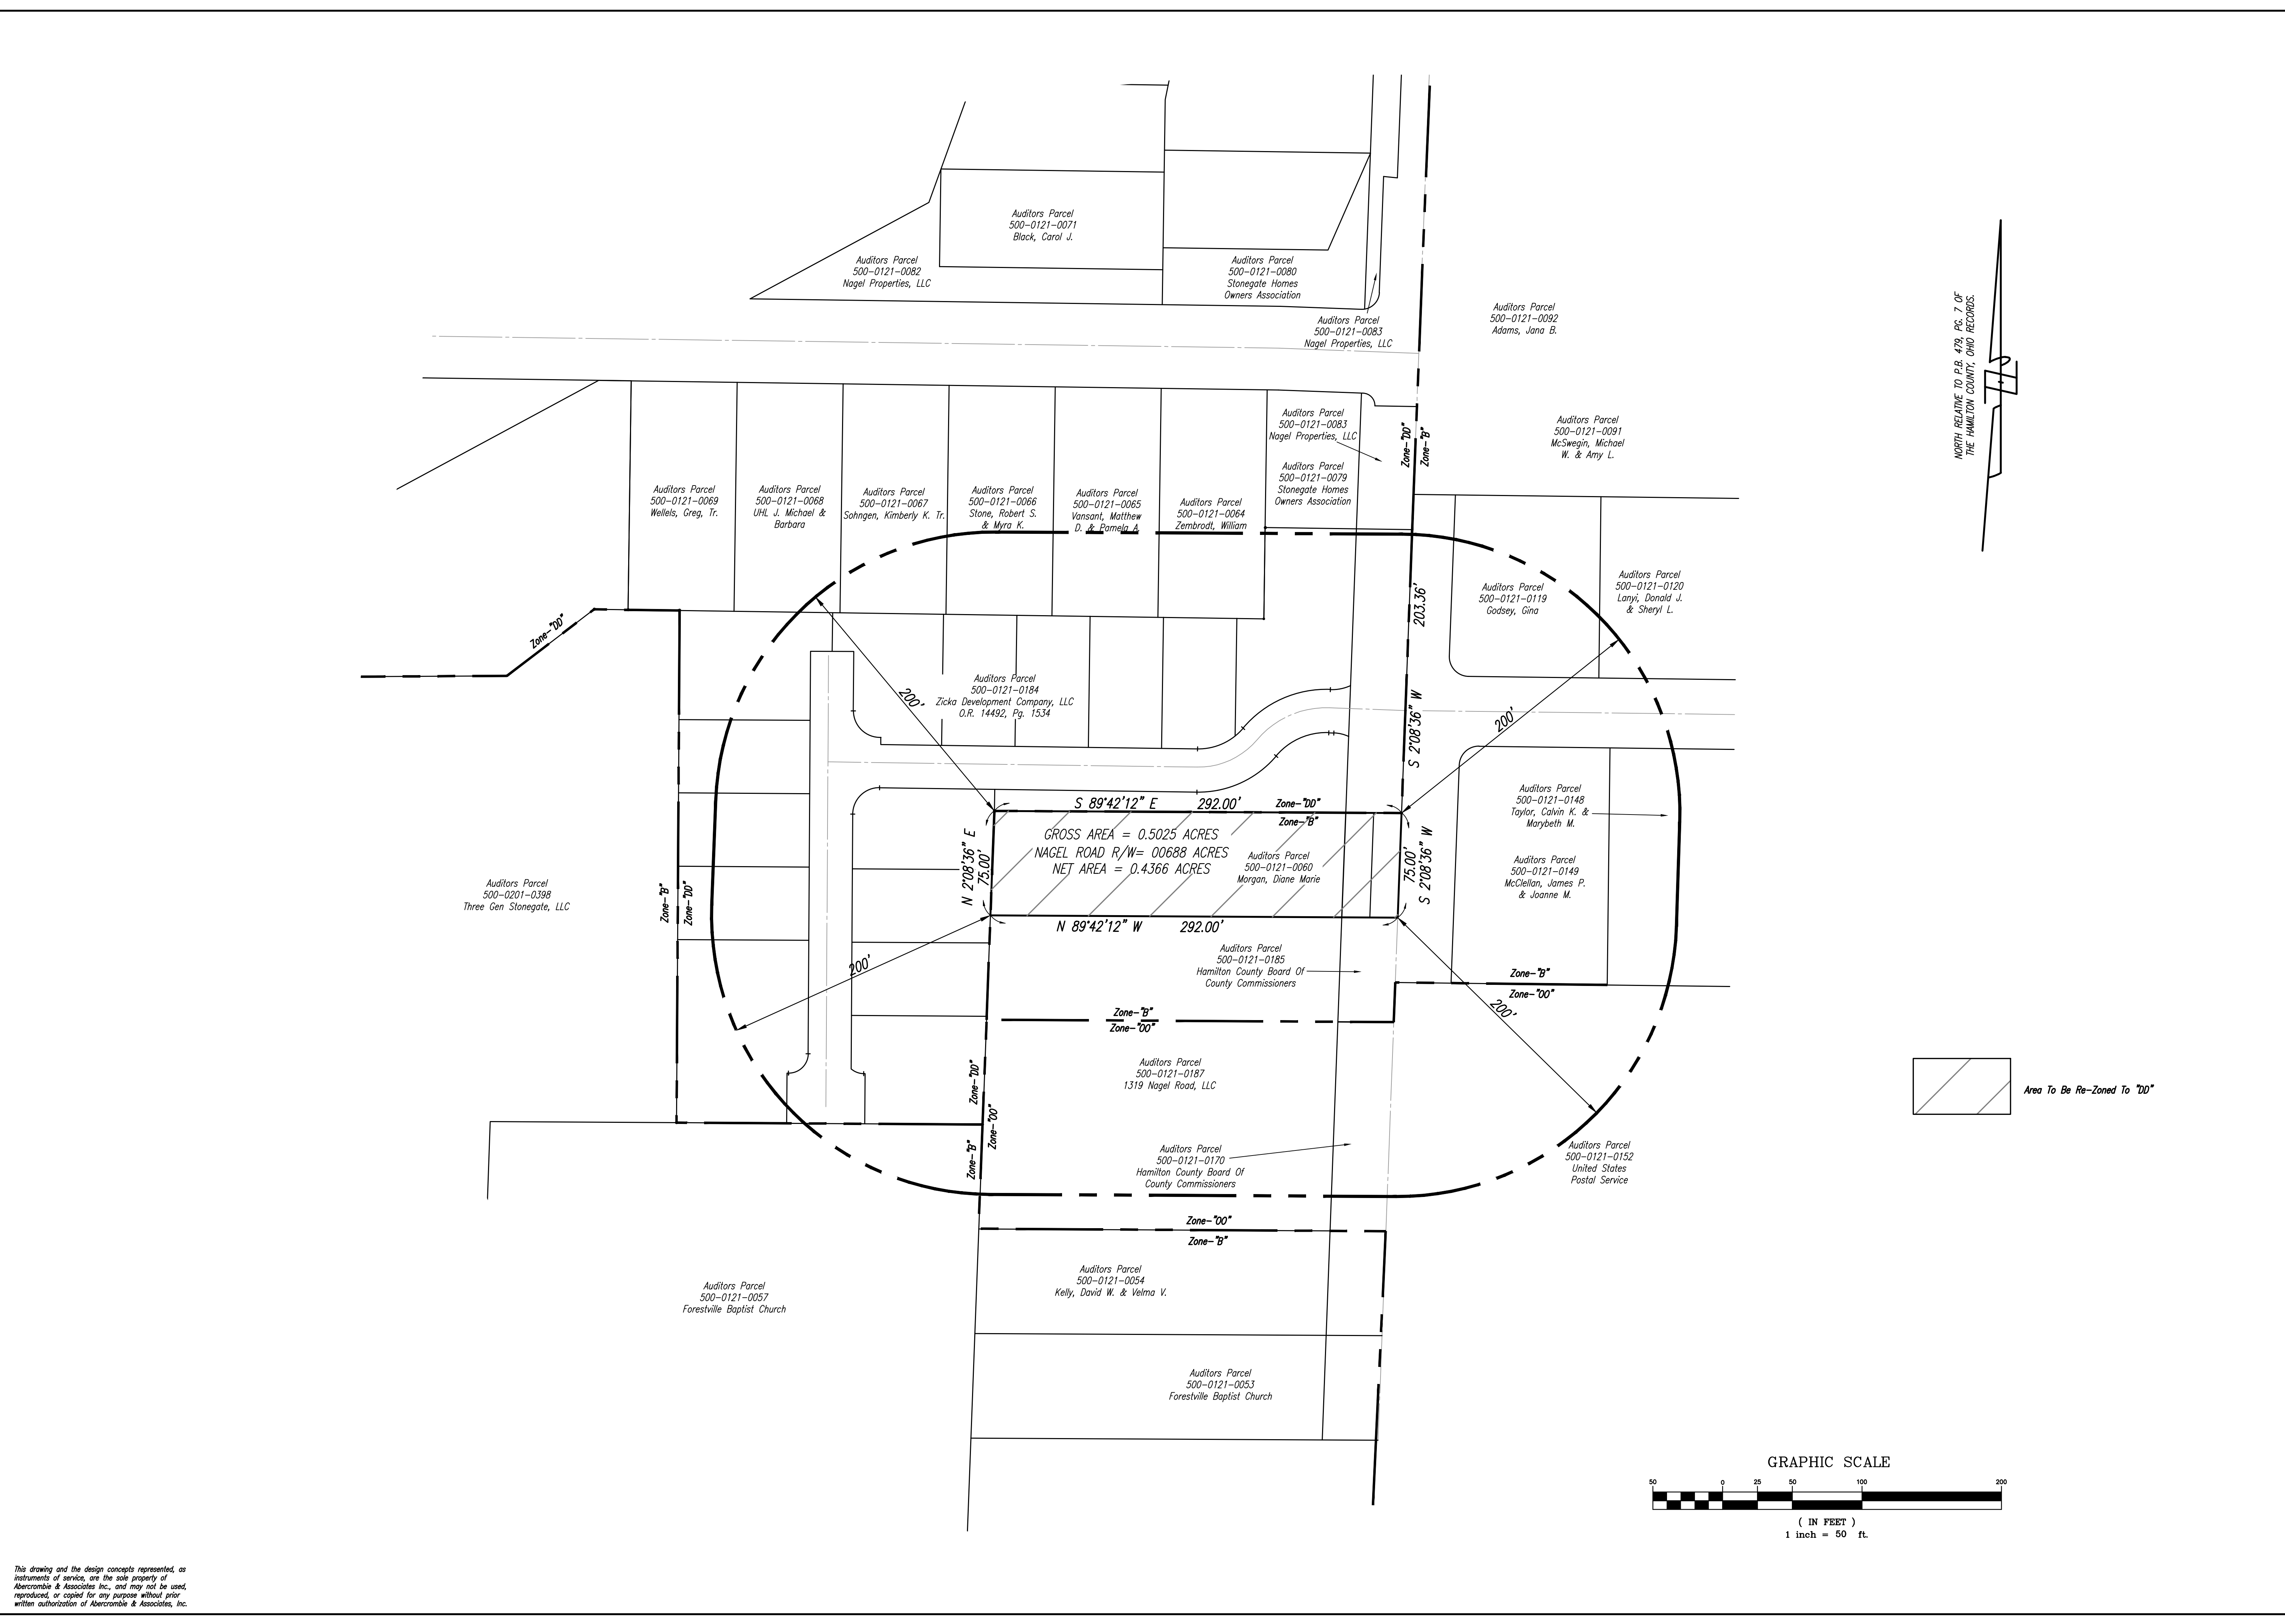 Auditors Parcel
500-0121-0071
Black, Carol J.
Auditors Parcel
500-0121-0082
Nagel Properties, LLC
Auditors Parcel
500-0121-0080
Stonegate Homes
Owners Association
Auditors Parcel
500-0121-0083
Nagel Properties, LLC
Auditors Parcel
500-0121-0092
Adams, Jana B.
NORTH RELATIVE TO P.B. 479, PG. 7 OF
THE HAMILTON COUNTY, OHIO RECORDS.
Auditors Parcel
500-0121-0083
Nagel Properties, LLC
Zone-"DD"
Zone-"B"
Auditors Parcel
500-0121-0091
McSwegin, Michael
W. & Amy L.
Auditors Parcel
500-0121-0069
Wellels, Greg, Tr.
Auditors Parcel
500-0121-0068
UHL J. Michael &
Barbara
Auditors Parcel
500-0121-0067
Sohngen, Kimberly K. Tr.
Auditors Parcel
500-0121-0066
Stone, Robert S.
& Myra K.
Auditors Parcel
500-0121-0065
Vansant, Matthew
D. & Pamela A.
Auditors Parcel
500-0121-0064
Zembrodt, William
Auditors Parcel
500-0121-0079
Stonegate Homes
Owners Association
203.36'
S 2°08'36" W
Auditors Parcel
500-0121-0119
Godsey, Gina
Auditors Parcel
500-0121-0120
Lanyi, Donald J.
& Sheryl L.
Zone-"DD"
200'
Auditors Parcel
500-0121-0184
Zicka Development Company, LLC
O.R. 14492, Pg. 1534
200'
S 89°42'12" E 292.00' Zone-"DD"
Zone-"B"
GROSS AREA = 0.5025 ACRES
NAGEL ROAD R/W= 00688 ACRES
NET AREA = 0.4366 ACRES
Auditors Parcel
500-0121-0060
Morgan, Diane Marie
N 2°08'36" E
75.00'
75.00'
S 2°08'36" W
N 89°42'12" W 292.00'
Auditors Parcel
500-0121-0148
Taylor, Calvin K. &
Marybeth M.
Auditors Parcel
500-0121-0149
McClellan, James P.
& Joanne M.
Auditors Parcel
500-0201-0398
Three Gen Stonegate, LLC
Zone-"B"
Zone-"DD"
200'
Auditors Parcel
500-0121-0185
Hamilton County Board Of
County Commissioners
Zone-"B"
Zone-"OO"
200'
Zone-"B"
Zone-"OO"
Auditors Parcel
500-0121-0187
1319 Nagel Road, LLC
Zone-"DD"
Zone-"OO"
Zone-"B"
Auditors Parcel
500-0121-0170
Hamilton County Board Of
County Commissioners
Auditors Parcel
500-0121-0152
United States
Postal Service
Area To Be Re-Zoned To "DD"
Zone-"OO"
Zone-"B"
Auditors Parcel
500-0121-0057
Forestville Baptist Church
Auditors Parcel
500-0121-0054
Kelly, David W. & Velma V.
Auditors Parcel
500-0121-0053
Forestville Baptist Church
GRAPHIC SCALE
50 0 25 50 100 200
( IN FEET )
1 inch = 50 ft.
This drawing and the design concepts represented, as
instruments of service, are the sole property of
Abercrombie & Associates Inc., and may not be used,
reproduced, or copied for any purpose without prior
written authorization of Abercrombie & Associates, Inc.